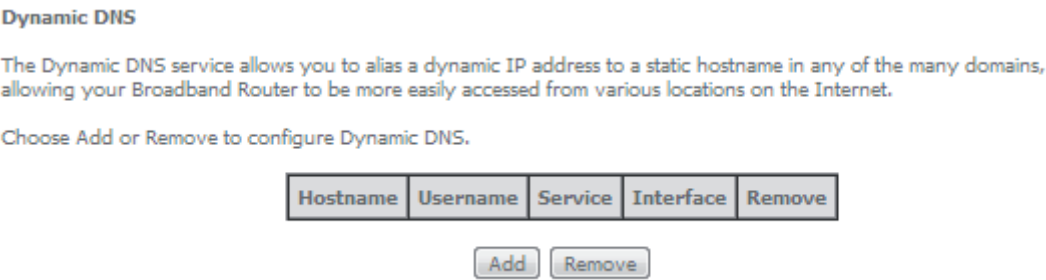 Dynamic DNS
The Dynamic DNS service allows you to alias a dynamic IP address to a static hostname in any of the many domains,
allowing your Broadband Router to be more easily accessed from various locations on the Internet.
Choose Add or Remove to configure Dynamic DNS.
Hostname Username Service Interface Remove
Add Remove